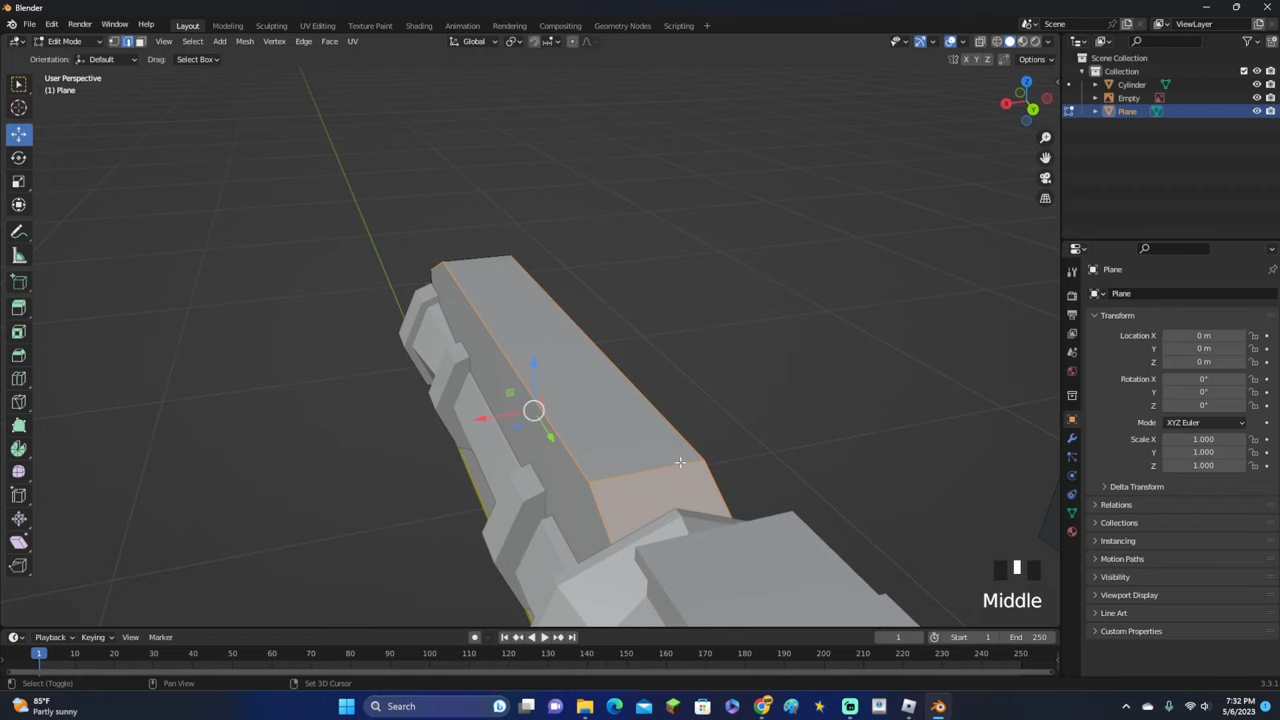 Blender
File Edit Render Window Help Layout Modeling Sculpting UV Editing Texture Paint Shading Animation Rendering Compositing Geometry Nodes Scripting + Scene ViewLayer
Edit Mode View Select Add Mesh Vertex Edge Face UV Global
Orientation: Default Drag: Select Box X Y Z Options
User Perspective
(1) Plane
Z
X
Y
Scene Collection
Collection
Cylinder
Empty
Plane
Plane
Plane
Transform
Location X 0 m
Y 0 m
Z 0 m
Rotation X 0°
Y 0°
Z 0°
Mode XYZ Euler
Scale X 1.000
Y 1.000
Z 1.000
Delta Transform
Relations
Collections
Instancing
Motion Paths
Visibility
Viewport Display
Line Art
Custom Properties
Middle
Playback Keying View Marker 1 Start 1 End 250
1 10 20 30 40 50 60 70 80 90 100 110 120 130 140 150 160 170 180 190 200 210 220 230 240 250
Select (Toggle) Pan View Set 3D Cursor 3.3.1
85°F
Partly sunny
Search
7:32 PM
5/6/2023